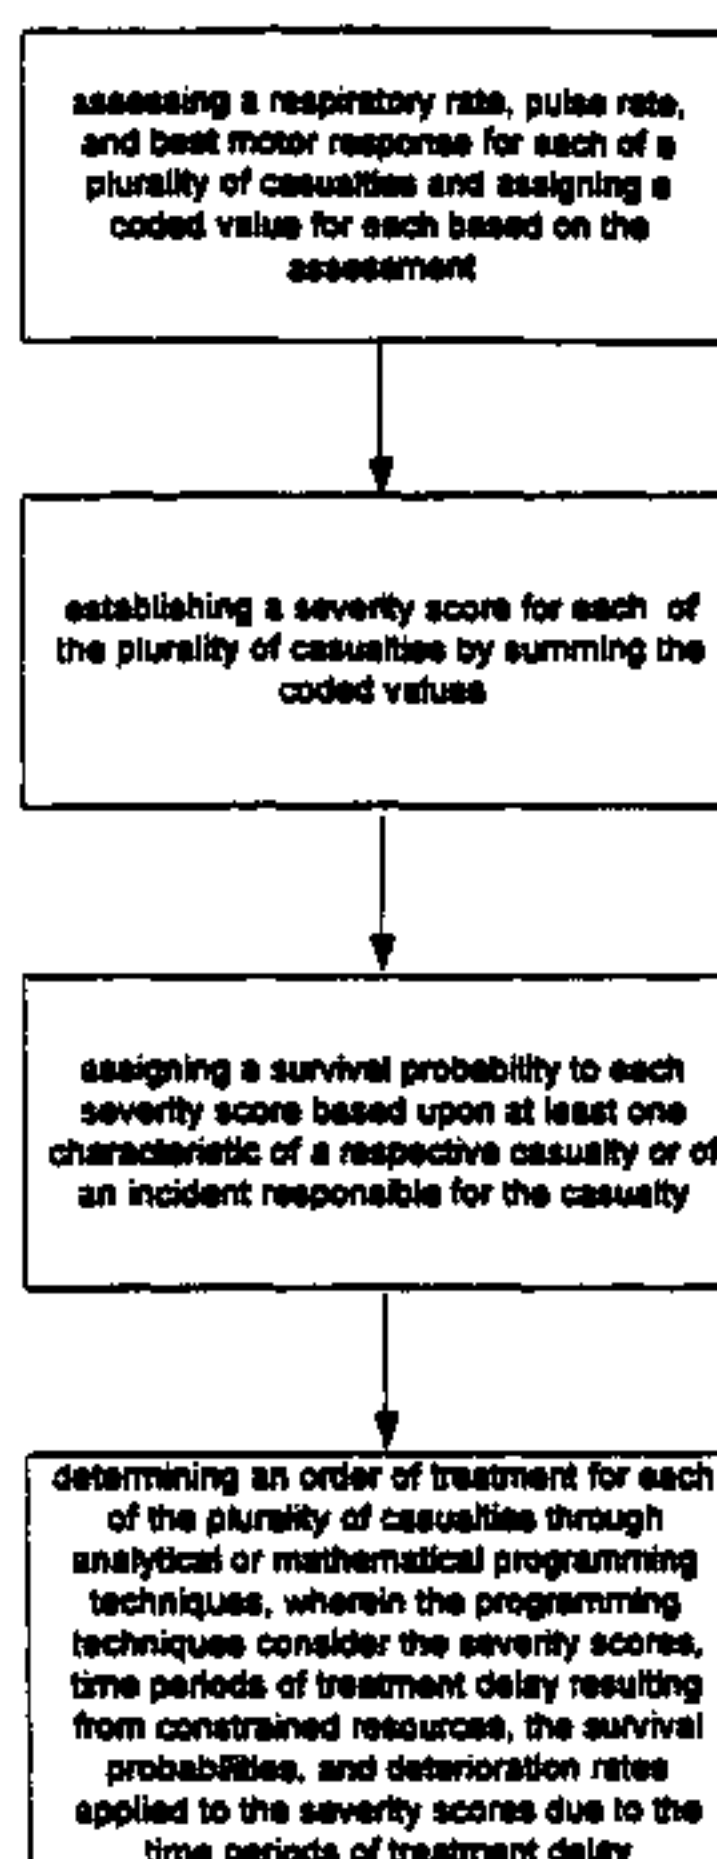 assessing a respiratory rate, pulse rate,
and best motor response for each of a
plurality of casualties and assigning a
coded value for each based on the
assessment
establishing a severity score for each of
the plurality of casualties by summing the
coded values
assigning a survival probability to each
severity score based upon at least one
characteristic of a respective casualty or of
an incident responsible for the casualty
determining an order of treatment for each
of the plurality of casualties through
analytical or mathematical programming
techniques, wherein the programming
techniques consider the severity scores,
time periods of treatment delay resulting
from constrained resources, the survival
probabilities, and deterioration rates
applied to the severity scores due to the
time periods of treatment delay